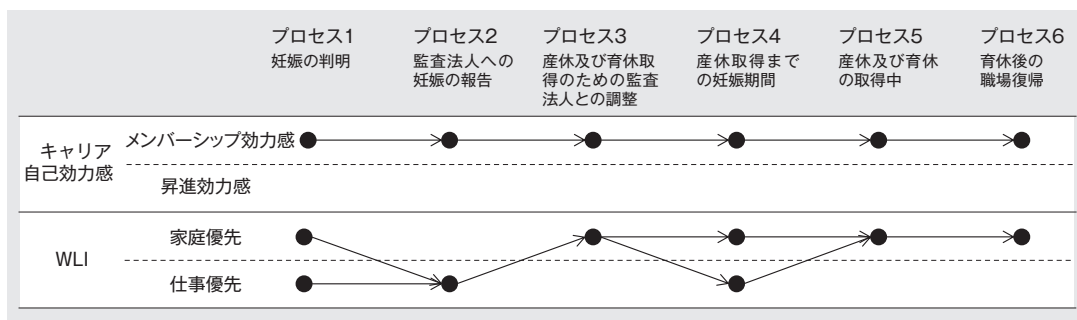 プロセス1
妊娠の判明
プロセス2
監査法人への
妊娠の報告
プロセス3
産休及び育休取
得のための監査
法人との調整
プロセス4
産休取得まで
の妊娠期間
プロセス5
産休及び育休
の取得中
プロセス6
育休後の
職場復帰
キャリア
自己効力感
メンバーシップ効力感
昇進効力感
WLI
家庭優先
仕事優先